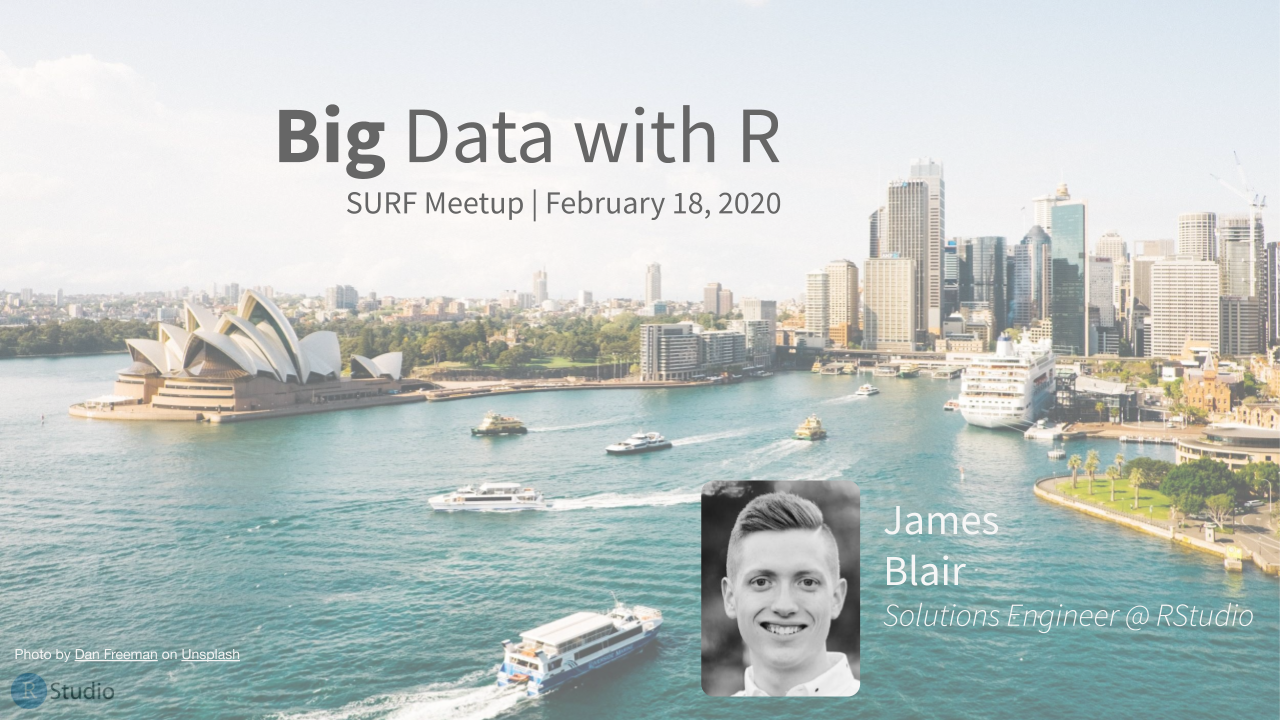 Big Data with R
SURF Meetup | February 18, 2020
James
Blair
Solutions Engineer @ RStudio
Photo by Dan Freeman on Unsplash
R Studio